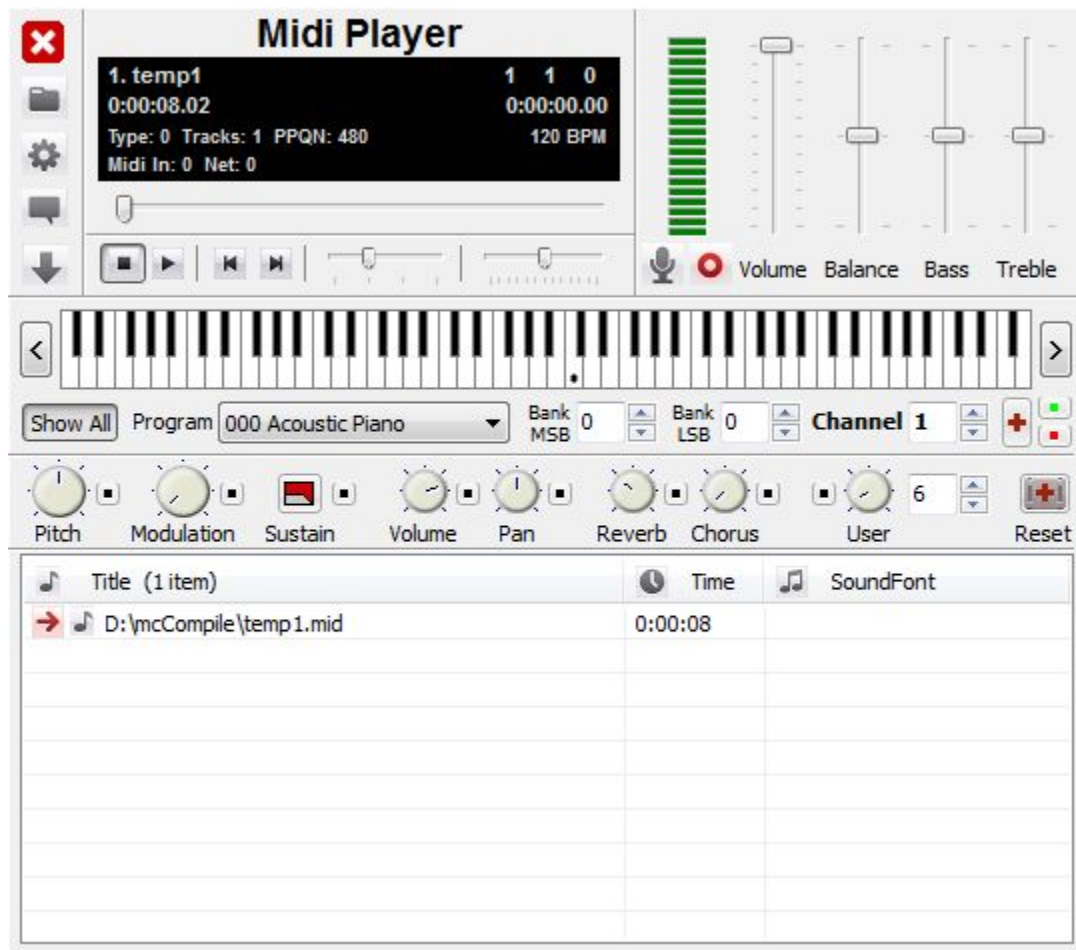 Midi Player
1. temp1 1 1 0
0:00:08.02 0:00:00.00
Type: 0 Tracks: 1 PPQN: 480 120 BPM
Midi In: 0 Net: 0
Volume Balance Bass Treble
< >
Show All Program 000 Acoustic Piano Bank MSB 0 Bank LSB 0 Channel 1
6
Pitch Modulation Sustain Volume Pan Reverb Chorus User Reset
Title (1 item) Time SoundFont
D:\mcCompile\temp1.mid 0:00:08